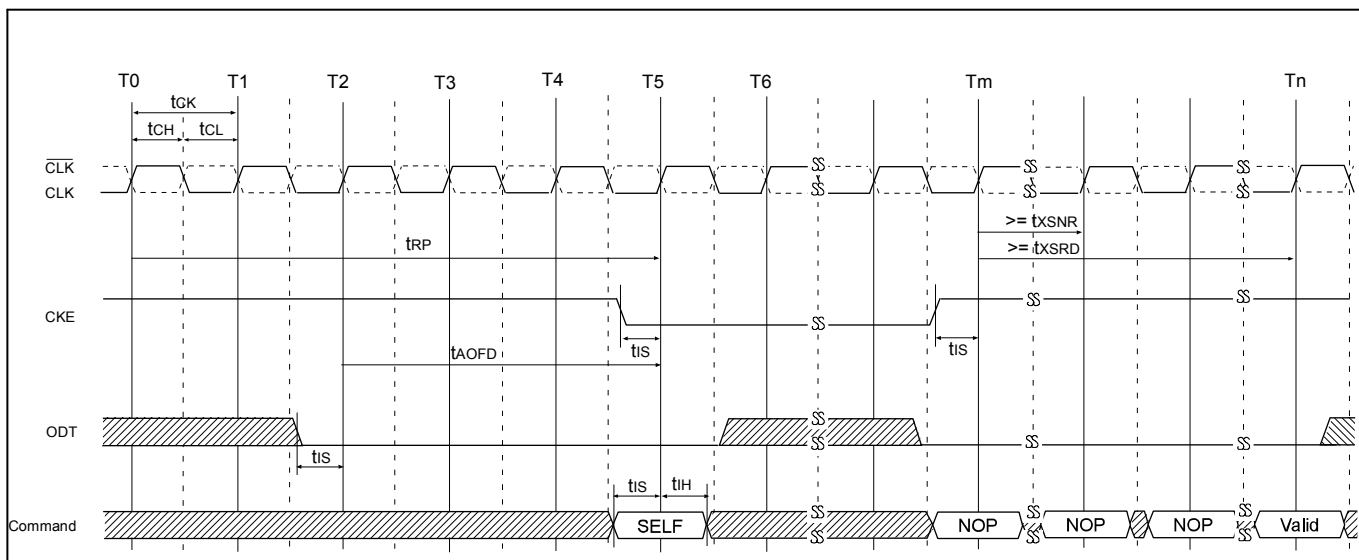 T0 T1 T2 T3 T4 T5 T6 Tm Tn
tCK
tCH tCL
CLK
CLK
>= tXSNR
tRP >= tXSRD
CKE
tIS tIS
tAOFD
ODT
tIS
tIS tIH
Command SELF NOP NOP NOP Valid